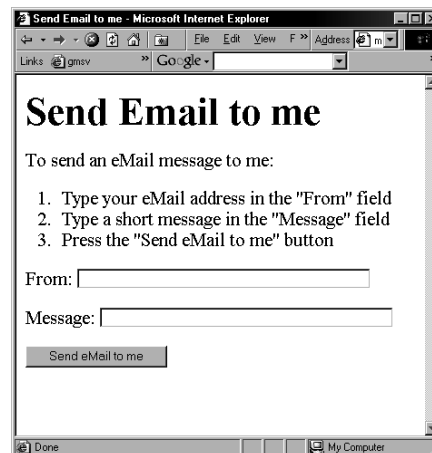 Send Email to me - Microsoft Internet Explorer
File Edit View F » Address m
Links gmsv » Google
Send Email to me
To send an eMail message to me:
1. Type your eMail address in the "From" field
2. Type a short message in the "Message" field
3. Press the "Send eMail to me" button
From:
Message:
Send eMail to me
Done My Computer